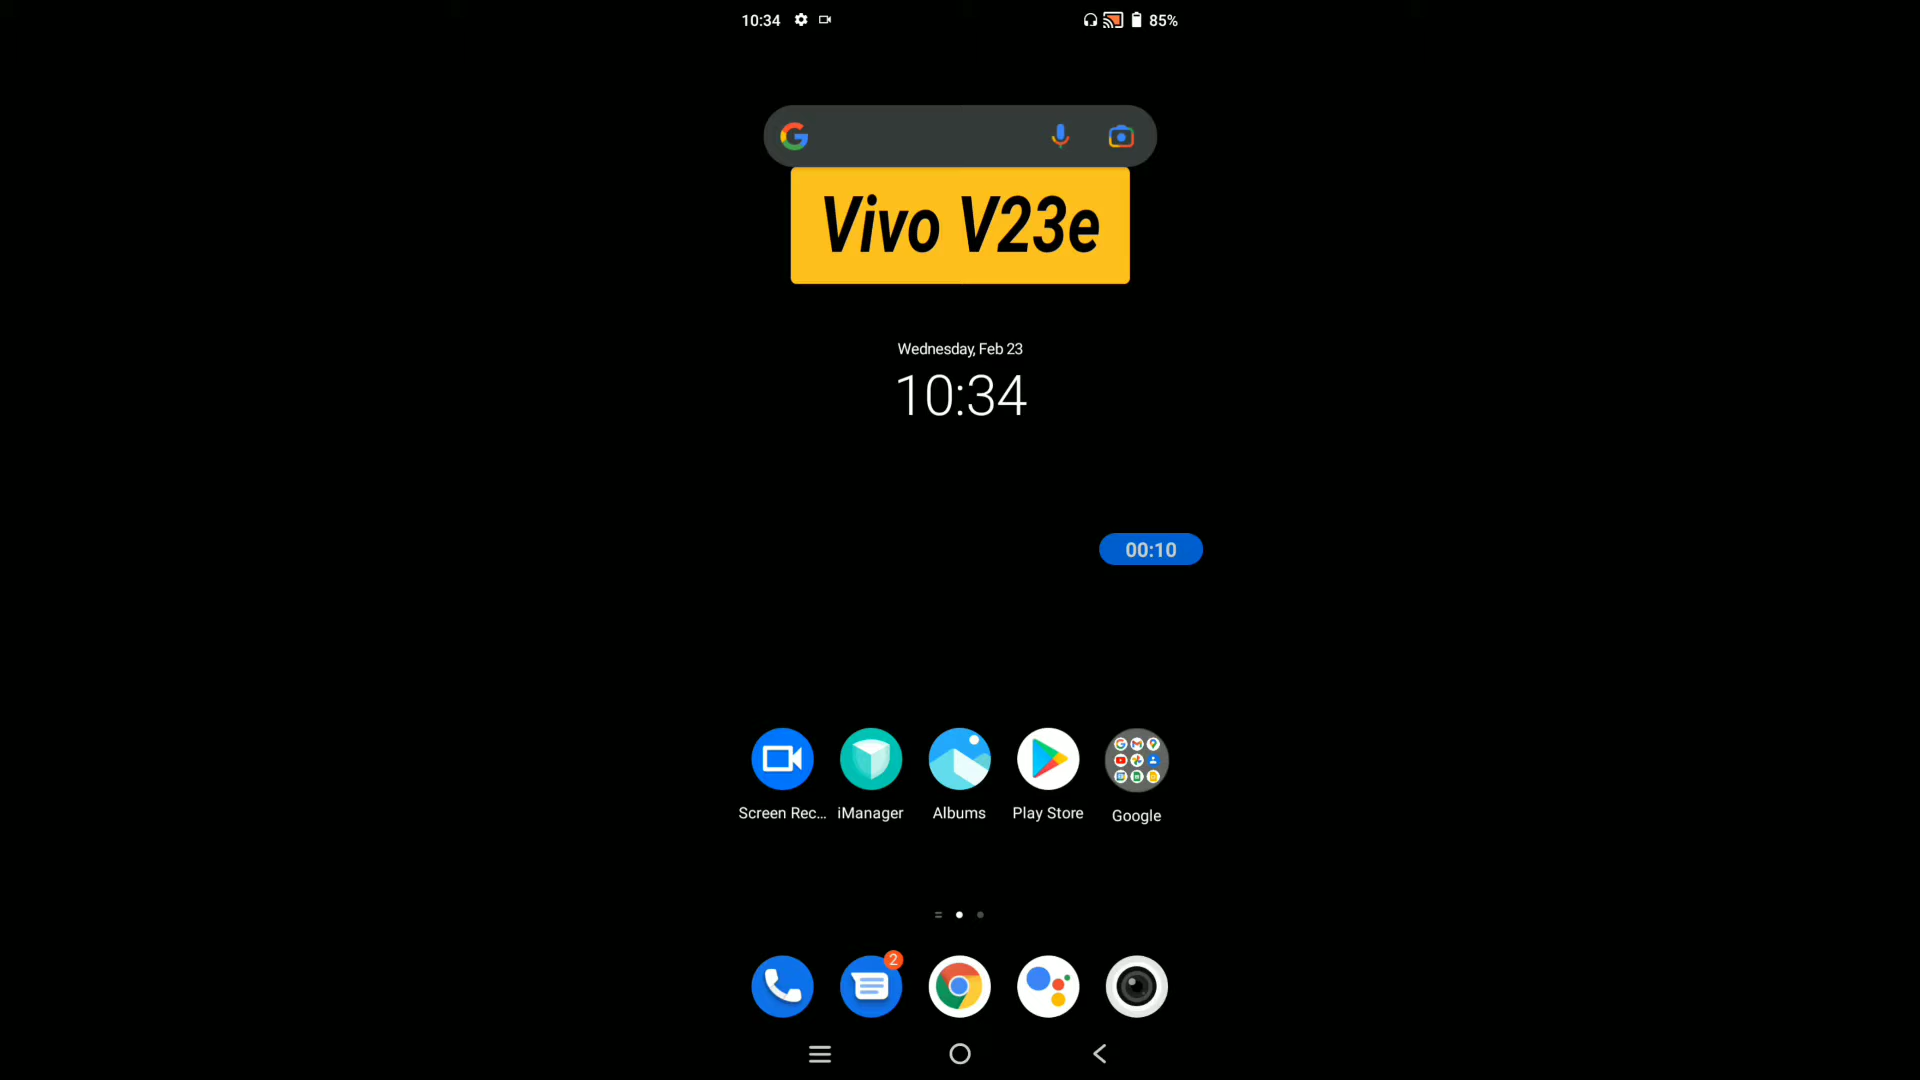 10:34 85%
Vivo V23e
Wednesday, Feb 23
10:34
00:10
Screen Rec... iManager Albums Play Store Google
2